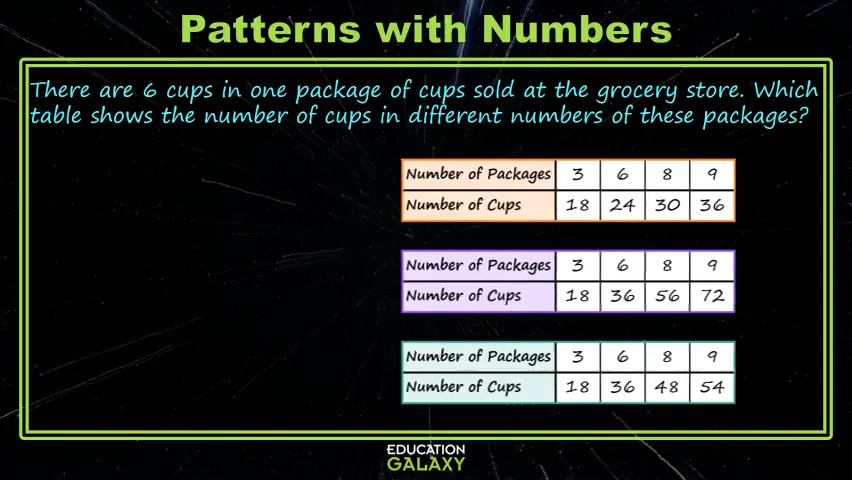 Patterns with Numbers
There are 6 cups in one package of cups sold at the grocery store. Which
table shows the number of cups in different numbers of these packages?
Number of Packages 3 6 8 9
Number of Cups 18 24 30 36
Number of Packages 3 6 8 9
Number of Cups 18 36 56 72
Number of Packages 3 6 8 9
Number of Cups 18 36 48 54
EDUCATION
GALAXY